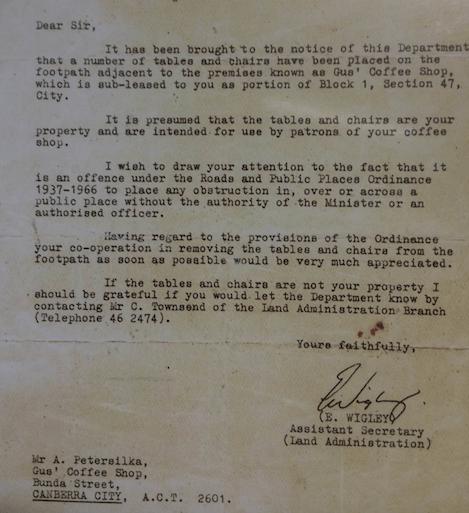 Dear Sir,
It has been brought to the notice of this Department
that a number of tables and chairs have been placed on the
footpath adjacent to the premises known as Gus' Coffee Shop,
which is sub-leased to you as portion of Block 1, Section 47,
City.
It is presumed that the tables and chairs are your
property and are intended for use by patrons of your coffee
shop.
I wish to draw your attention to the fact that it
is an offence under the Roads and Public Places Ordinance
1937-1966 to place any obstruction in, over or across a
public place without the authority of the Minister or an
authorised officer.
Having regard to the provisions of the Ordinance
your co-operation in removing the tables and chairs from the
footpath as soon as possible would be very much appreciated.
If the tables and chairs are not your property I
should be grateful if you would let the Department know by
contacting Mr C. Townsend of the Land Administration Branch
(Telephone 46 2474).
Yours faithfully,
E Wigley.
(E. WIGLEY)
Assistant Secretary
(Land Administration)
Mr A. Petersilka,
Gus' Coffee Shop,
Bunda Street,
CANBERRA CITY, A.C.T. 2601.